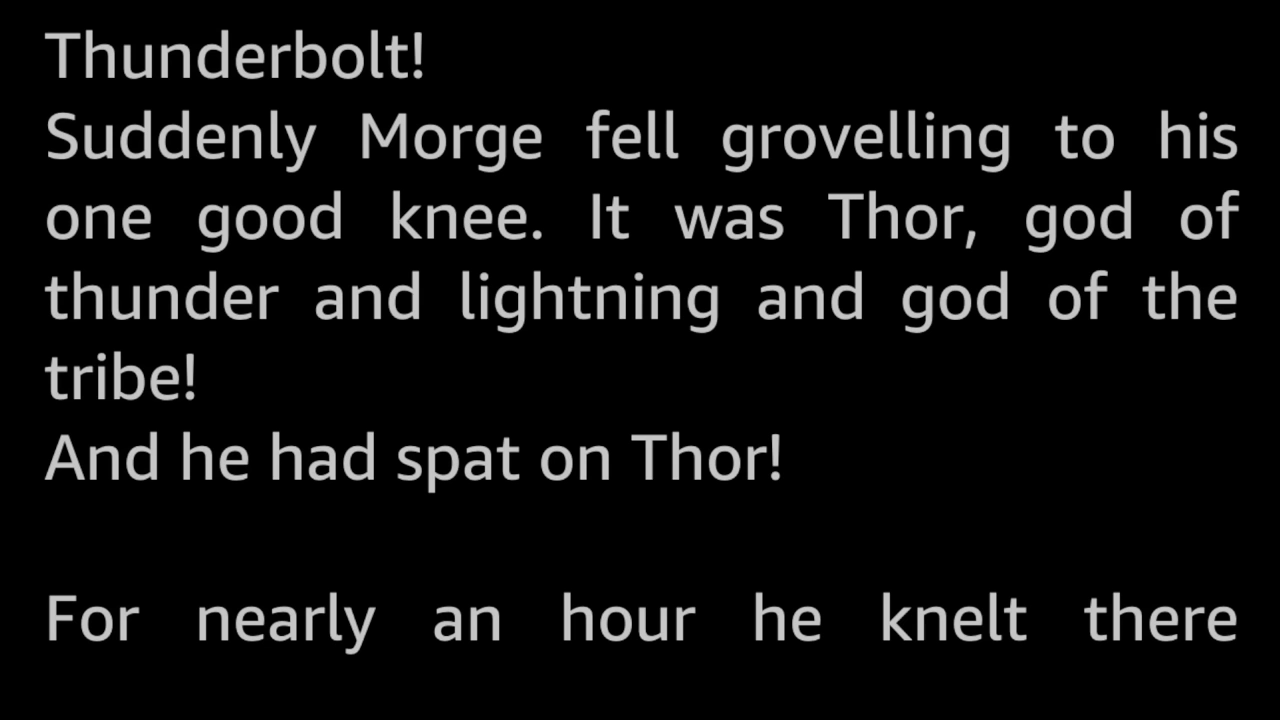 Thunderbolt!
Suddenly Morge fell grovelling to his
one good knee. It was Thor, god of
thunder and lightning and god of the
tribe!
And he had spat on Thor!
For nearly an hour he knelt there